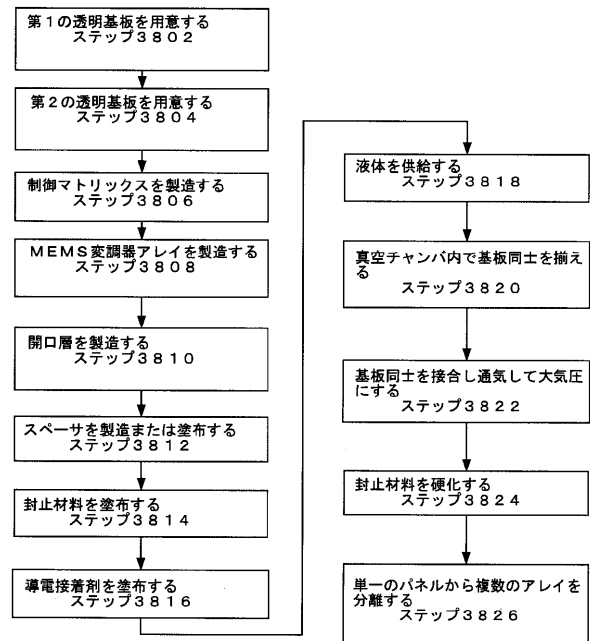 第1の透明基板を用意する
ステップ3802
第2の透明基板を用意する
ステップ3804
制御マトリックスを製造する
ステップ3806
MEMS変調器アレイを製造する
ステップ3808
開口層を製造する
ステップ3810
スペーサを製造または塗布する
ステップ3812
封止材料を塗布する
ステップ3814
導電接着剤を塗布する
ステップ3816
液体を供給する
ステップ3818
真空チャンバ内で基板同士を揃え
る
ステップ3820
基板同士を接合し通気して大気圧
にする
ステップ3822
封止材料を硬化する
ステップ3824
単一のパネルから複数のアレイを
分離する
ステップ3826